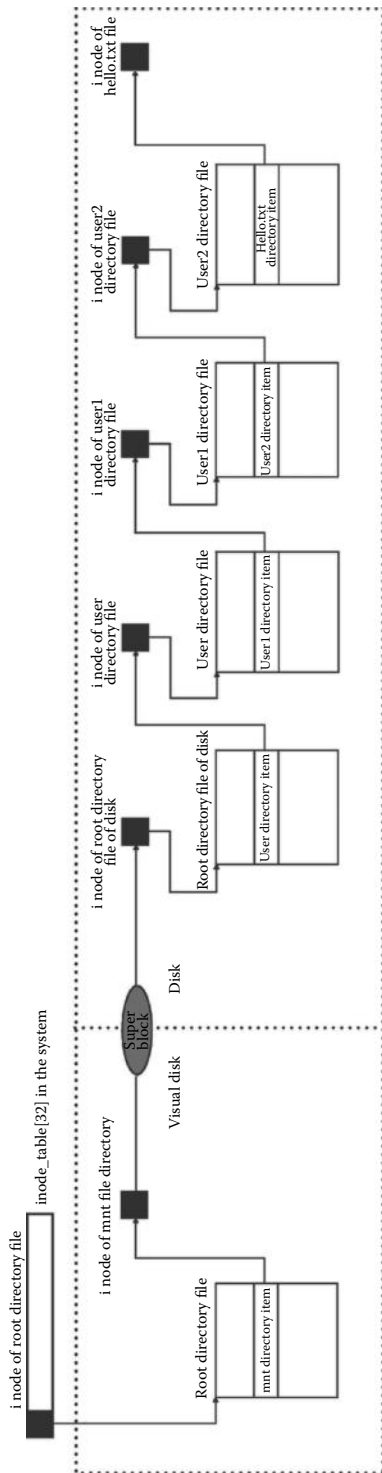 i node of root directory file
inode_table[32] in the system
Root directory file
mnt directory item
i node of mnt file directory
Visual disk
Super
block
Disk
i node of root directory
file of disk
Root directory file of disk
User directory item
i node of user
directory file
User directory file
User1 directory item
i node of user1
directory file
User1 directory file
User2 directory item
i node of user2
directory file
User2 directory file
Hello.txt
directory item
i node of
hello.txt file